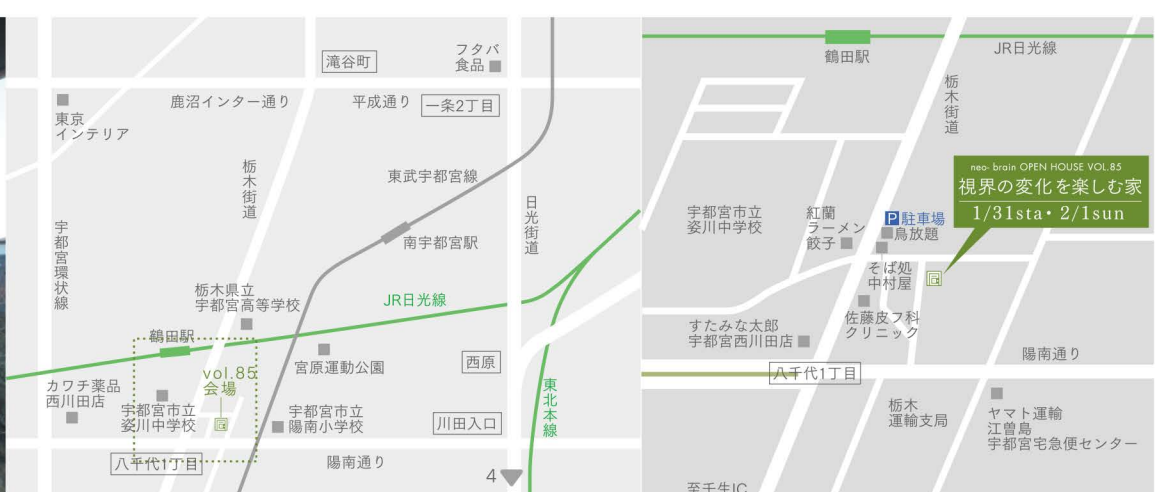 フタバ
食品
滝谷町
鹿沼インター通り
平成通り
一条2丁目
東京
インテリア
栃木街道
東武宇都宮線
日光街道
宇都宮環状線
南宇都宮駅
栃木県立
宇都宮高等学校
JR日光線
鶴田駅
宮原運動公園
西原
vol.85
会場
カワチ薬品
西川田店
宇都宮市立
姿川中学校
宇都宮市立
陽南小学校
東北本線
川田入口
八千代1丁目
陽南通り
4
JR日光線
鶴田駅
栃木街道
neo- brain OPEN HOUSE VOL.85
視界の変化を楽しむ家
1/31sta・2/1sun
宇都宮市立
姿川中学校
紅蘭
ラーメン
餃子
P駐車場
鳥放題
そば処
中村屋
佐藤皮フ科
クリニック
すたみな太郎
宇都宮西川田店
陽南通り
八千代1丁目
栃木
運輸支局
ヤマト運輸
江曽島
宇都宮宅急便センター
至壬生IC